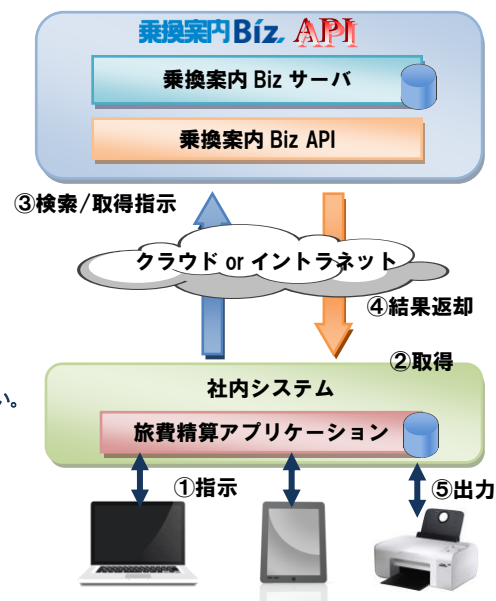 乗換案内Biz. API
乗換案内 Biz サーバ
乗換案内 Biz API
③検索/取得指示
クラウド or イントラネット
④結果返却
②取得
社内システム
い。
旅費精算アプリケーション
①指示
⑤出力